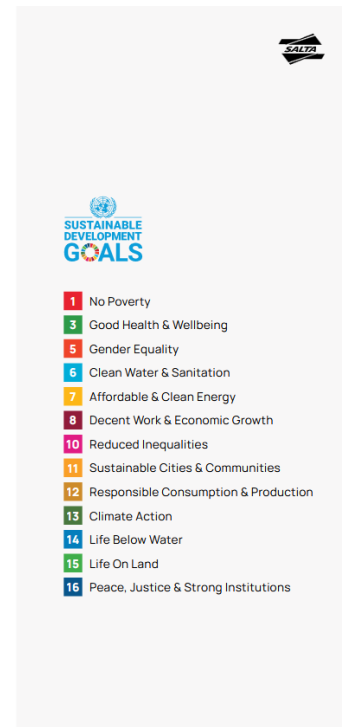 SALTA
SUSTAINABLE
DEVELOPMENT
GOALS
1 No Poverty
3 Good Health & Wellbeing
5 Gender Equality
6 Clean Water & Sanitation
7 Affordable & Clean Energy
8 Decent Work & Economic Growth
10 Reduced Inequalities
11 Sustainable Cities & Communities
12 Responsible Consumption & Production
13 Climate Action
14 Life Below Water
15 Life On Land
16 Peace, Justice & Strong Institutions